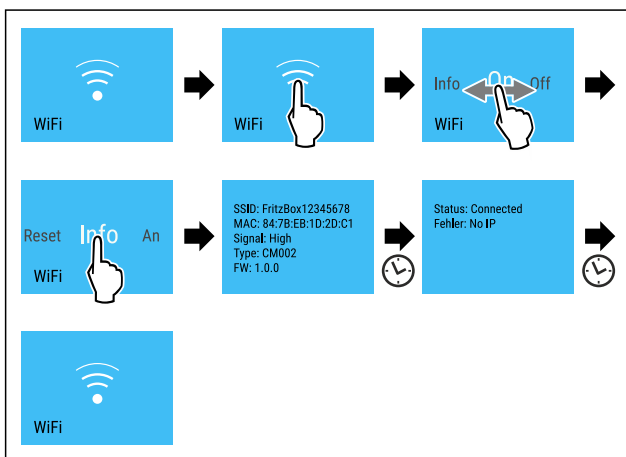 WiFi
WiFi
Info On Off
WiFi
Reset Info An
WiFi
SSID: FritzBox12345678
MAC: 84:7B:EB:1D:2D:C1
Signal: High
Type: CM002
FW: 1.0.0
Status: Connected
Fehler: No IP
WiFi